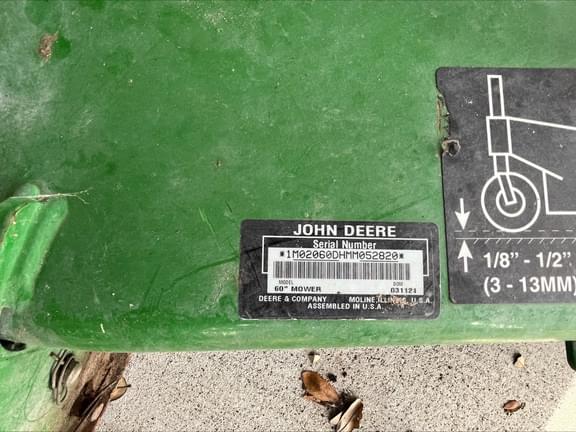 JOHN DEERE
Serial Number
*1M02060DHMM052820*
MODEL DOM
60" MOWER 031121
DEERE & COMPANY MOLINE, ILLINOIS, U.S.A.
ASSEMBLED IN U.S.A.
1/8" - 1/2"
(3 - 13MM)